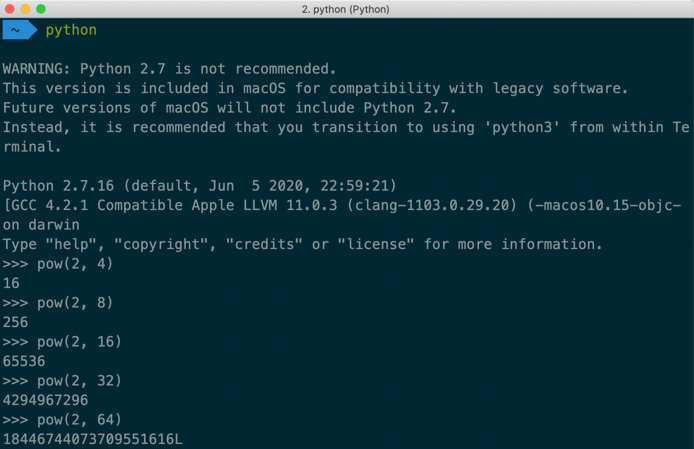 2. python (Python)
~ python
WARNING: Python 2.7 is not recommended.
This version is included in macOS for compatibility with legacy software.
Future versions of macOS will not include Python 2.7.
Instead, it is recommended that you transition to using 'python3' from within Te
rminal.
Python 2.7.16 (default, Jun  5 2020, 22:59:21)
[GCC 4.2.1 Compatible Apple LLVM 11.0.3 (clang-1103.0.29.20) (-macos10.15-objc-
on darwin
Type "help", "copyright", "credits" or "license" for more information.
>>> pow(2, 4)
16
>>> pow(2, 8)
256
>>> pow(2, 16)
65536
>>> pow(2, 32)
4294967296
>>> pow(2, 64)
18446744073709551616L